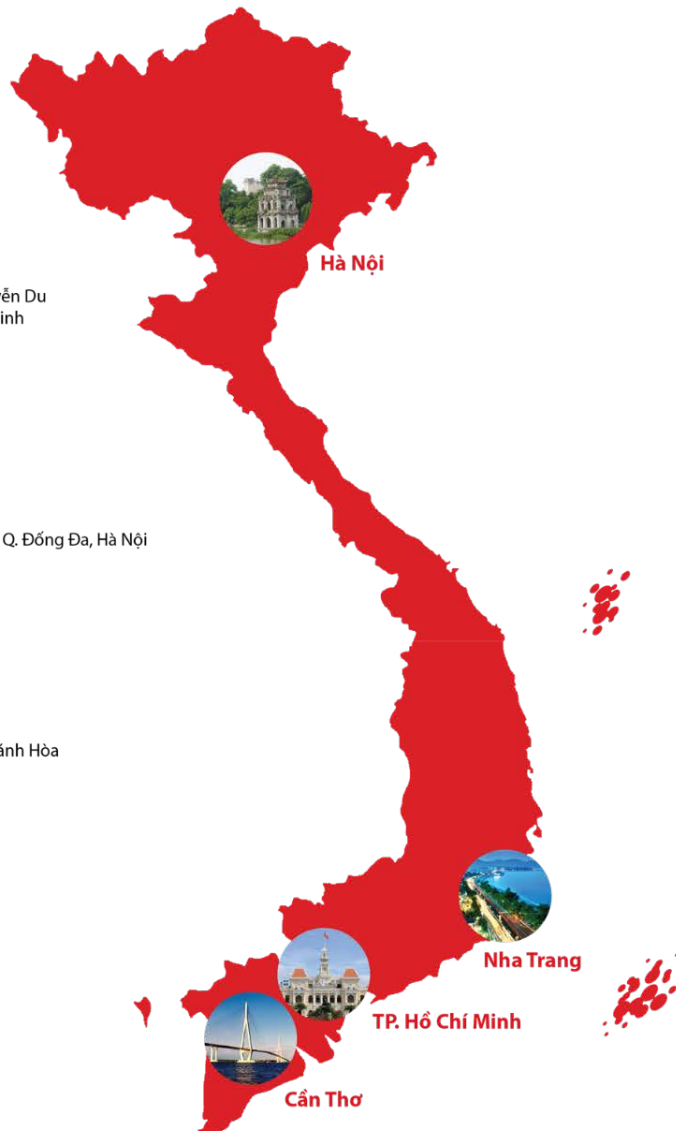 Hà Nội
ễn Du
inh
Q. Đống Đa, Hà Nội
ánh Hòa
Nha Trang
TP. Hồ Chí Minh
Cần Thơ